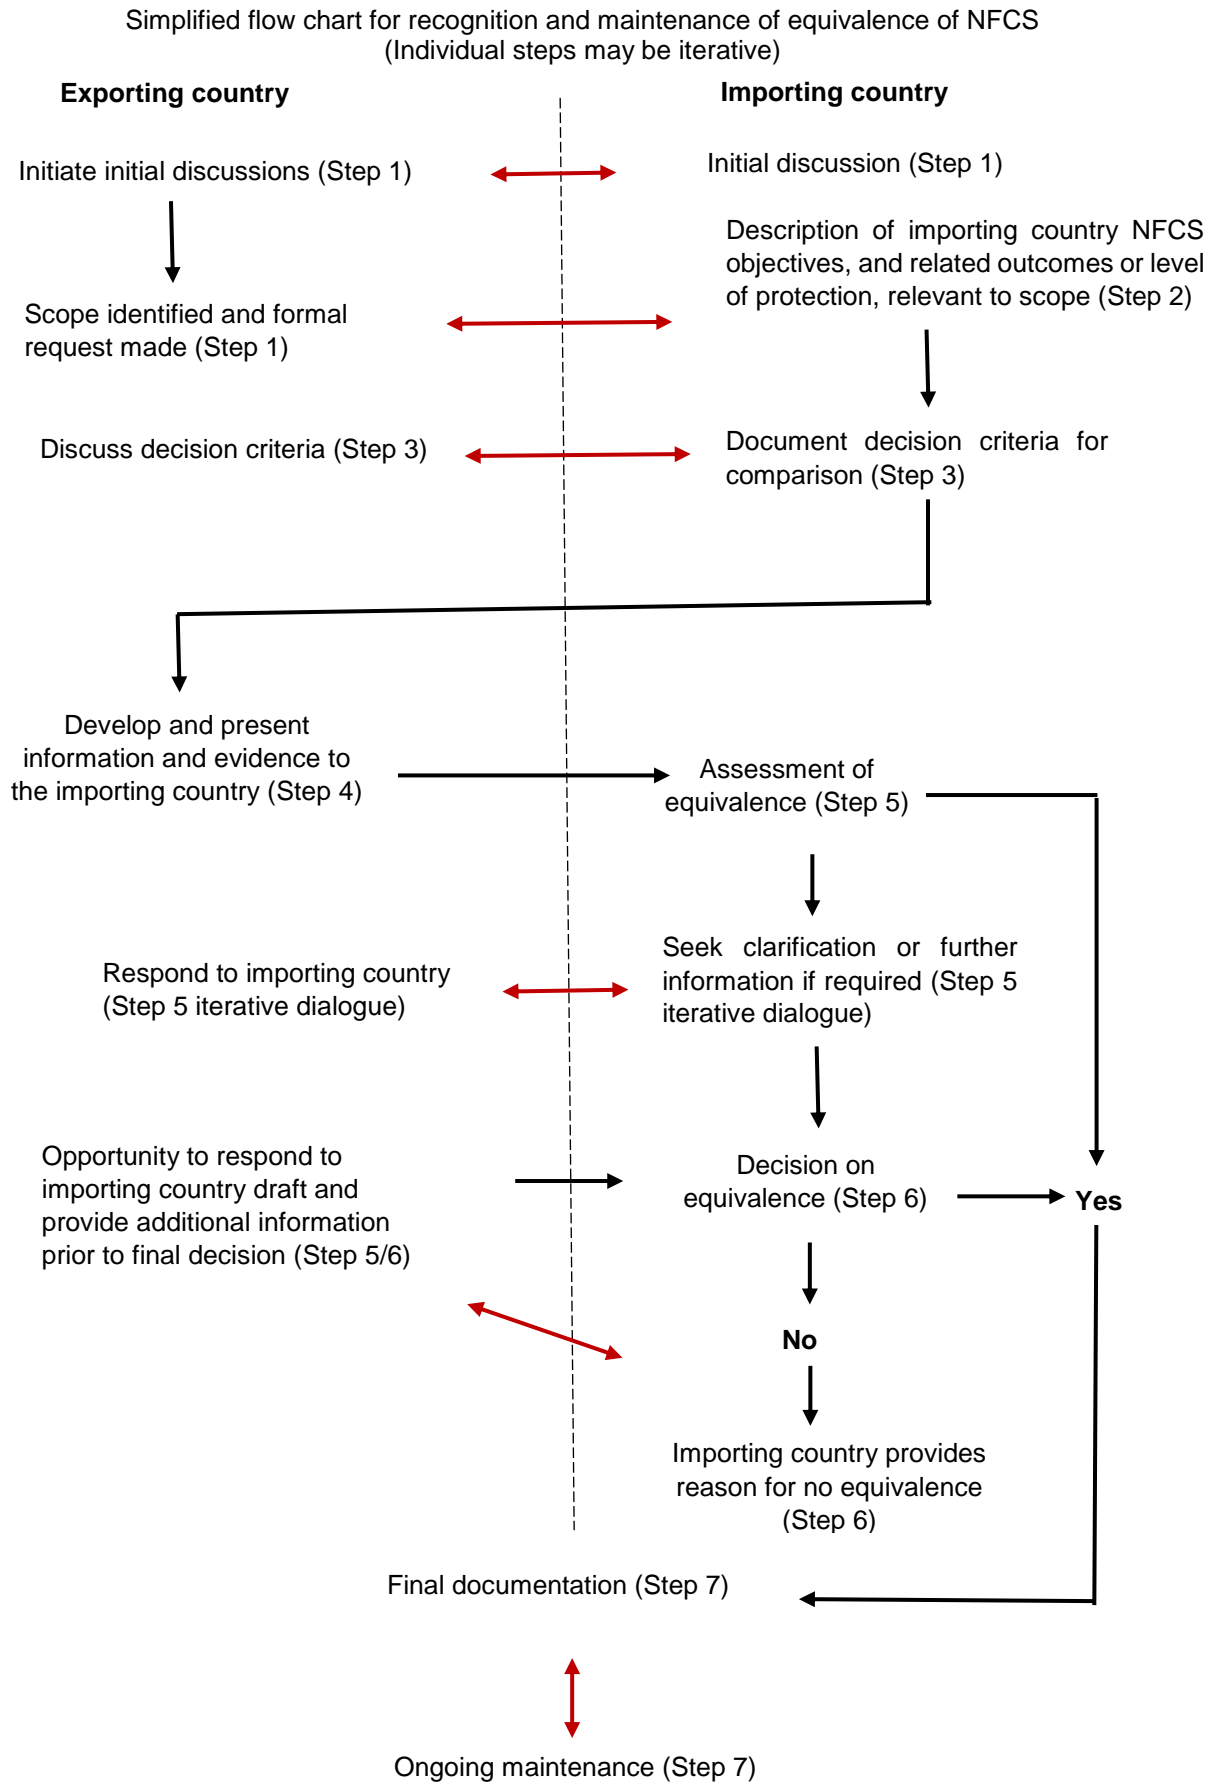 Simplified flow chart for recognition and maintenance of equivalence of NFCS
(Individual steps may be iterative)
Exporting country
Importing country
Initiate initial discussions (Step 1)
Initial discussion (Step 1)
Description of importing country NFCS
objectives, and related outcomes or level
of protection, relevant to scope (Step 2)
Scope identified and formal
request made (Step 1)
Discuss decision criteria (Step 3)
Document decision criteria for
comparison (Step 3)
Develop and present
information and evidence to
the importing country (Step 4)
Assessment of
equivalence (Step 5)
Respond to importing country
(Step 5 iterative dialogue)
Seek clarification or further
information if required (Step 5
iterative dialogue)
Opportunity to respond to
importing country draft and
provide additional information
prior to final decision (Step 5/6)
Decision on
equivalence (Step 6)
Yes
No
Importing country provides
reason for no equivalence
(Step 6)
Final documentation (Step 7)
Ongoing maintenance (Step 7)